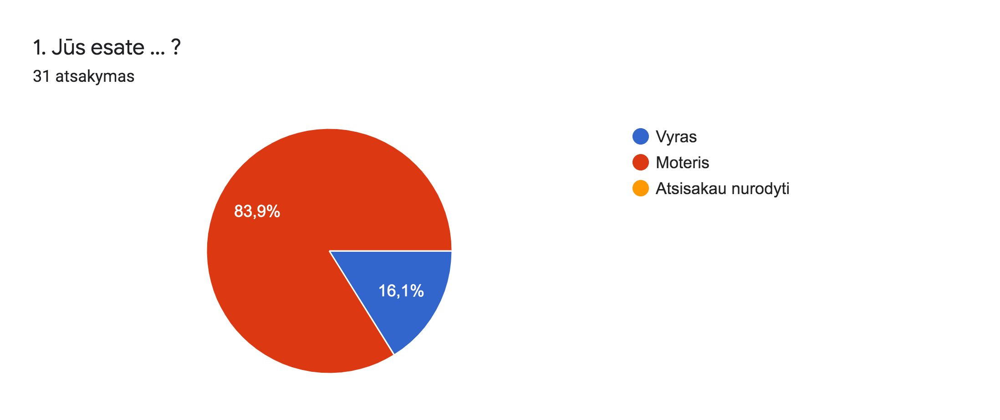 1. Jūs esate ... ?
31 atsakymas
Vyras
Moteris
Atsisakau nurodyti
83,9%
16,1%